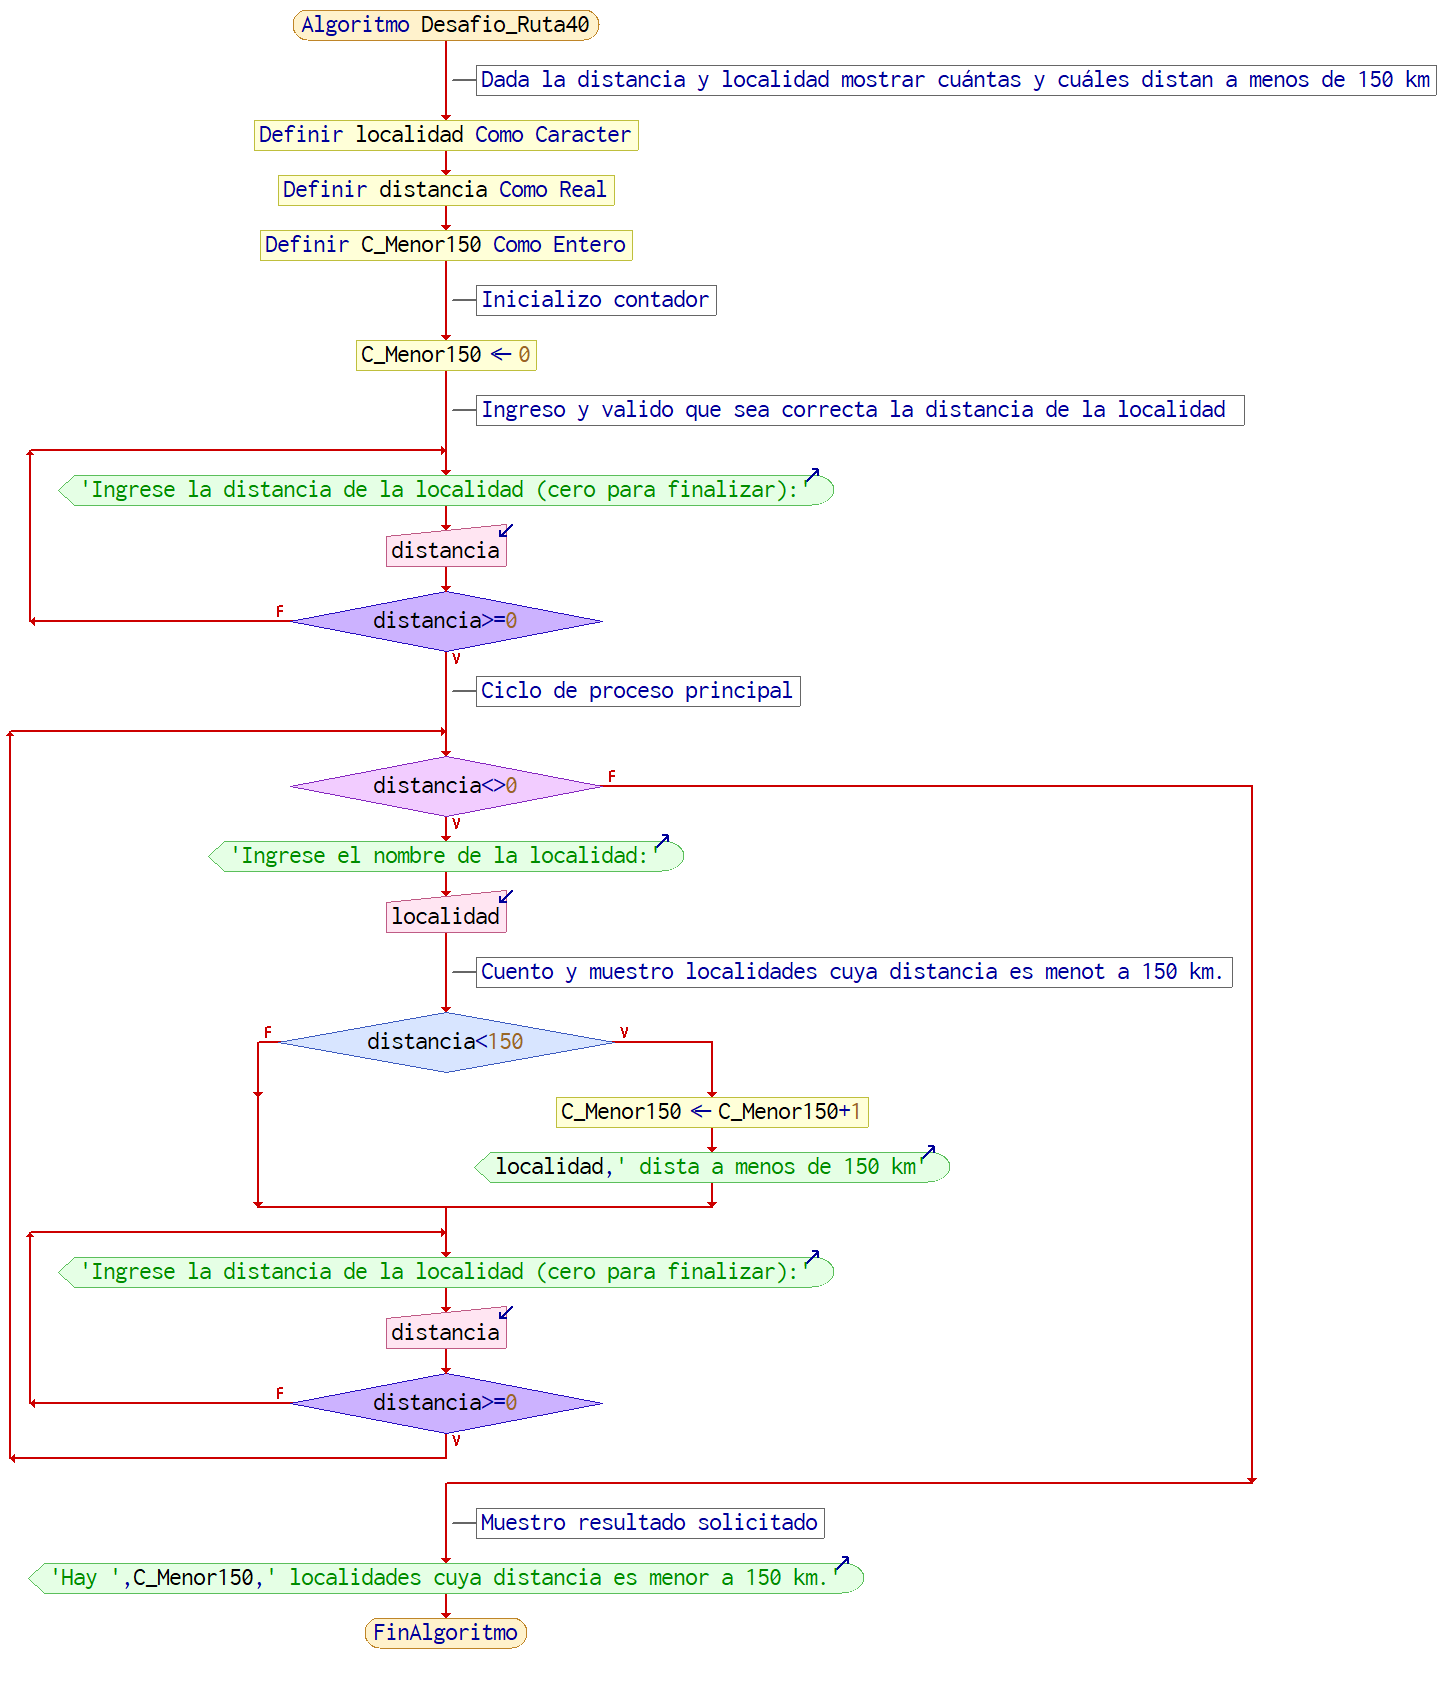 Algoritmo Desafio_Ruta40
Dada la distancia y localidad mostrar cuántas y cuáles distan a menos de 150 km
Definir localidad Como Caracter
Definir distancia Como Real
Definir C_Menor150 Como Entero
Inicializo contador
C_Menor150 ← 0
Ingreso y valido que sea correcta la distancia de la localidad
'Ingrese la distancia de la localidad (cero para finalizar):'
distancia
distancia>=0
F
V
Ciclo de proceso principal
distancia<>0
F
V
'Ingrese el nombre de la localidad:'
localidad
Cuento y muestro localidades cuya distancia es menot a 150 km.
F
distancia<150
V
C_Menor150 ← C_Menor150+1
localidad,' dista a menos de 150 km'
'Ingrese la distancia de la localidad (cero para finalizar):'
distancia
F
distancia>=0
V
Muestro resultado solicitado
'Hay ',C_Menor150,' localidades cuya distancia es menor a 150 km.'
FinAlgoritmo